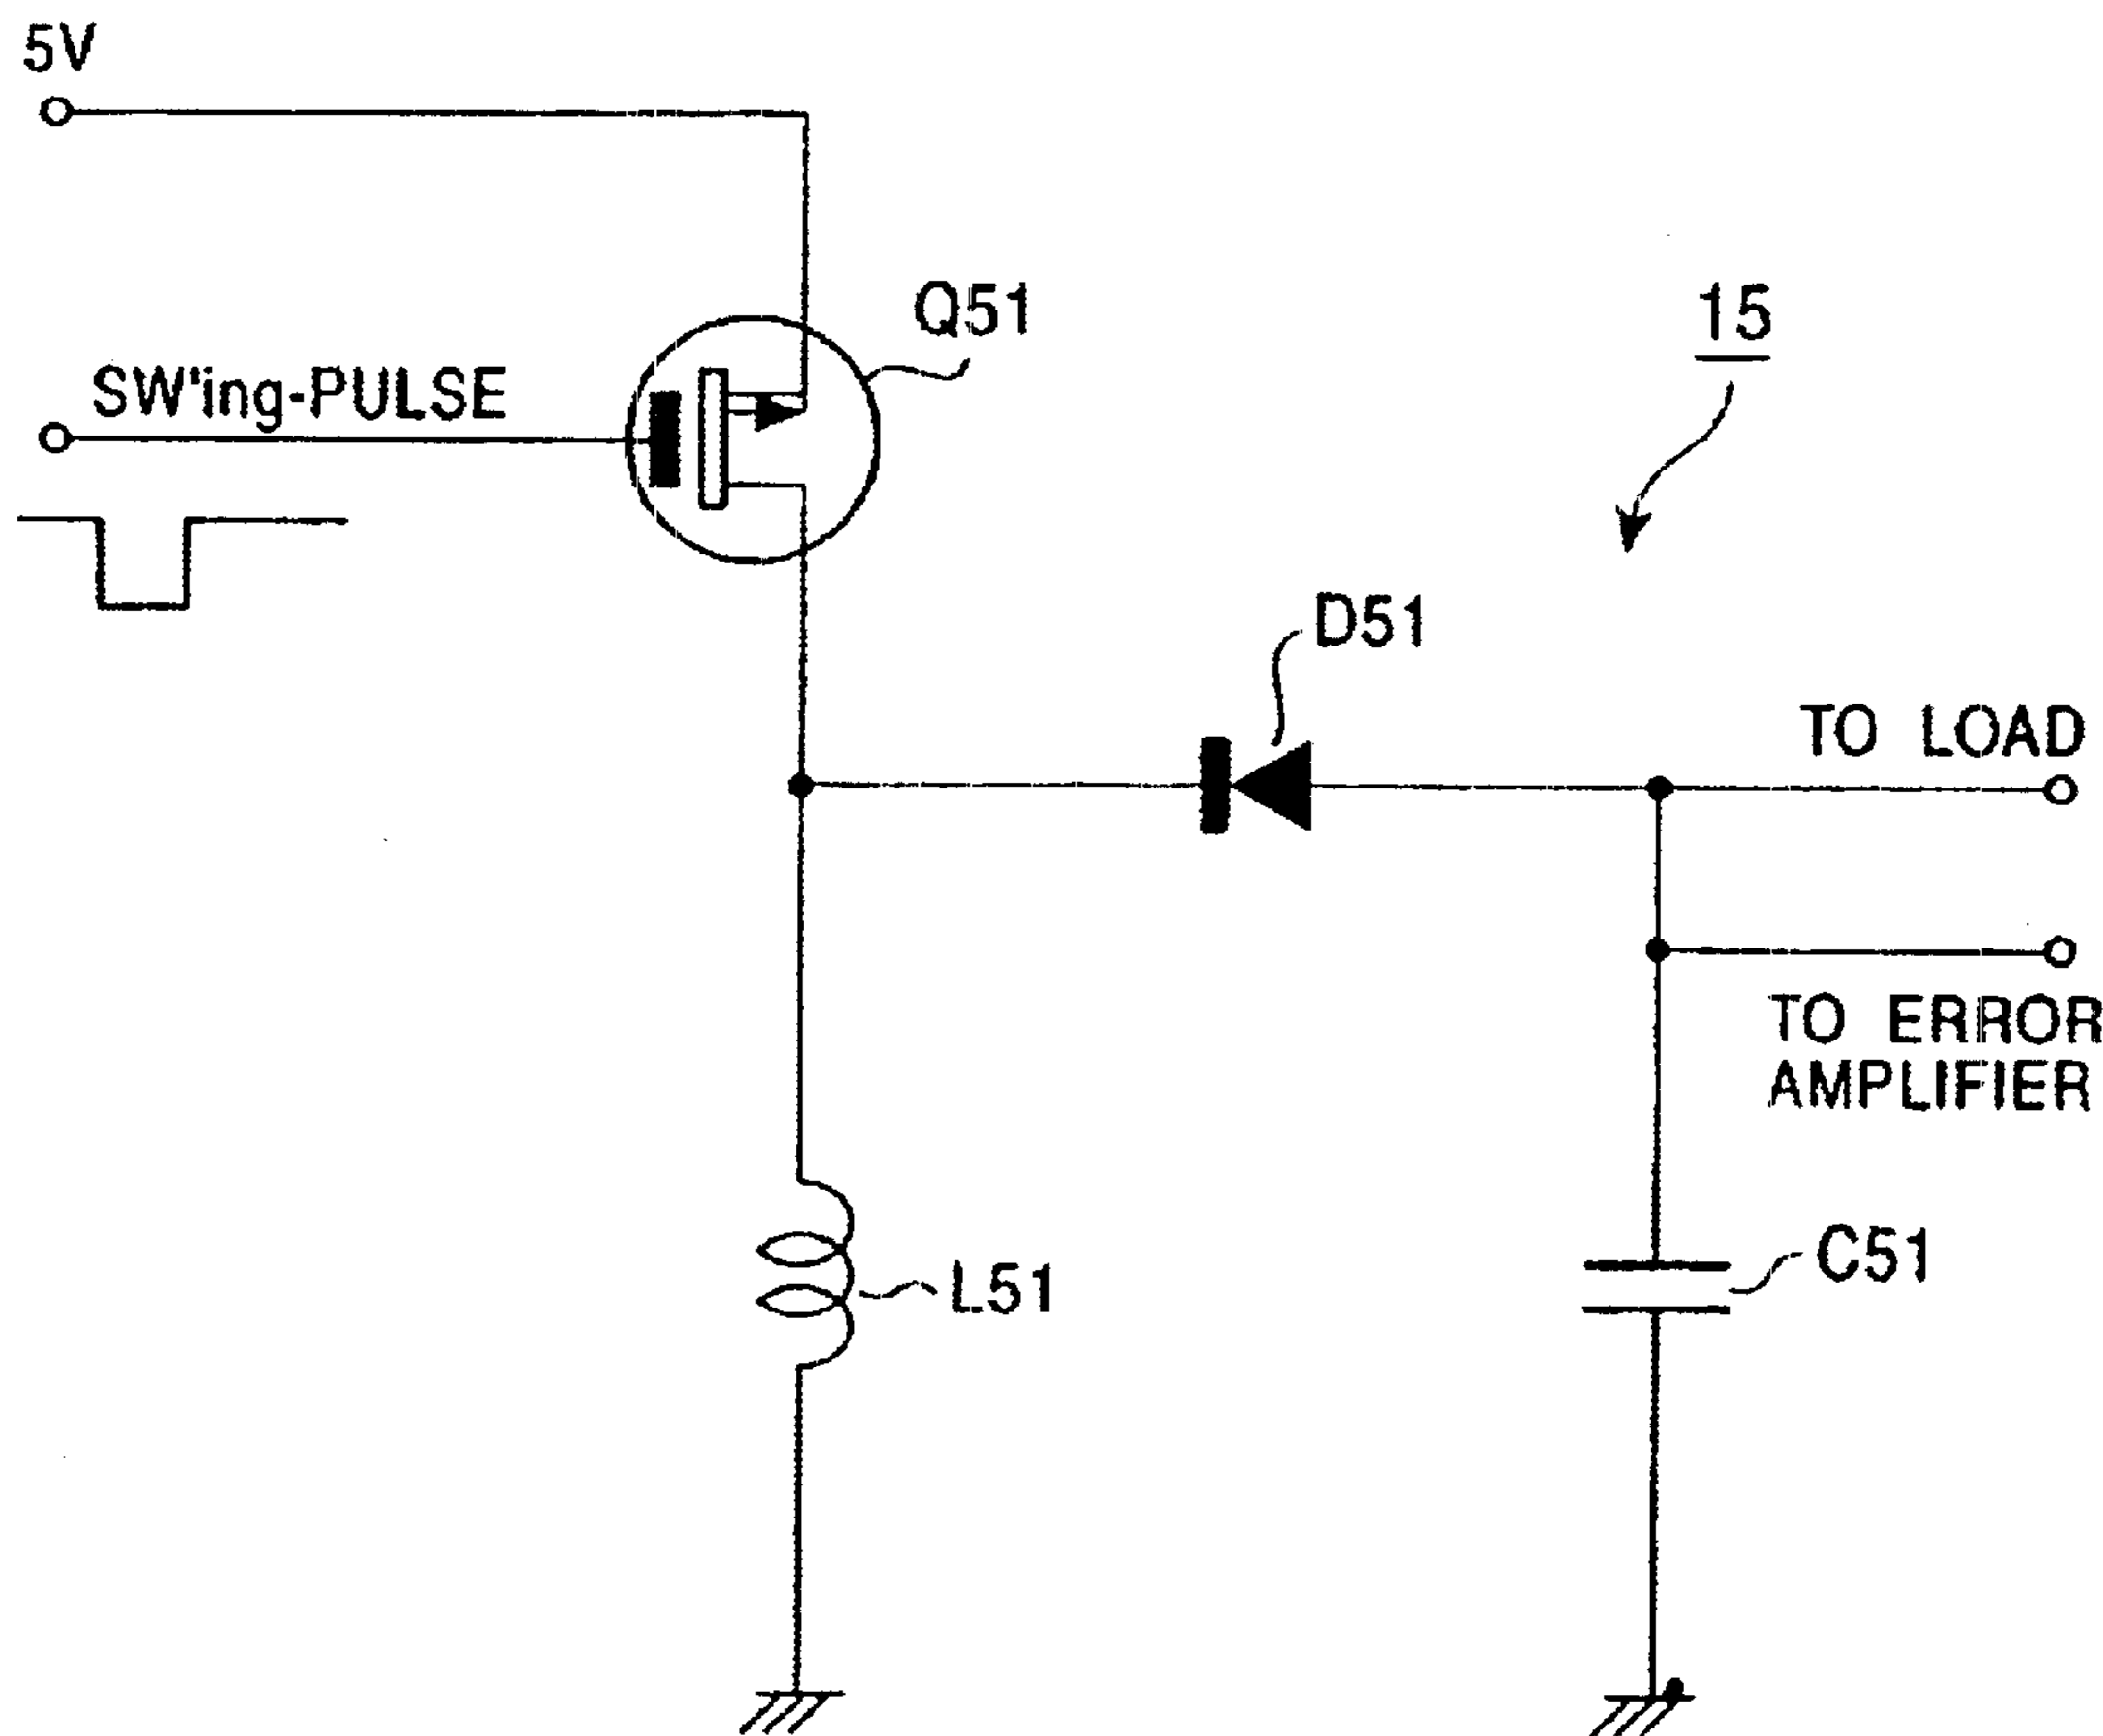 5V
Q51
15
SW'ing-PULSE
D51
TO LOAD
TO ERROR
AMPLIFIER
C51
L51